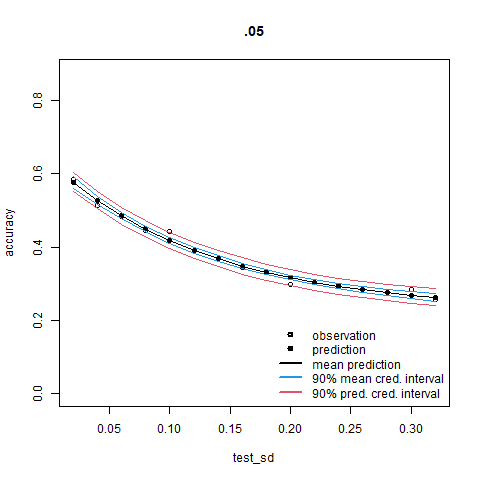 .05
accuracy
0.8
0.6
0.4
0.2
0.0
observation
prediction
mean prediction
90% mean cred. interval
90% pred. cred. interval
0.05 0.10 0.15 0.20 0.25 0.30
test_sd